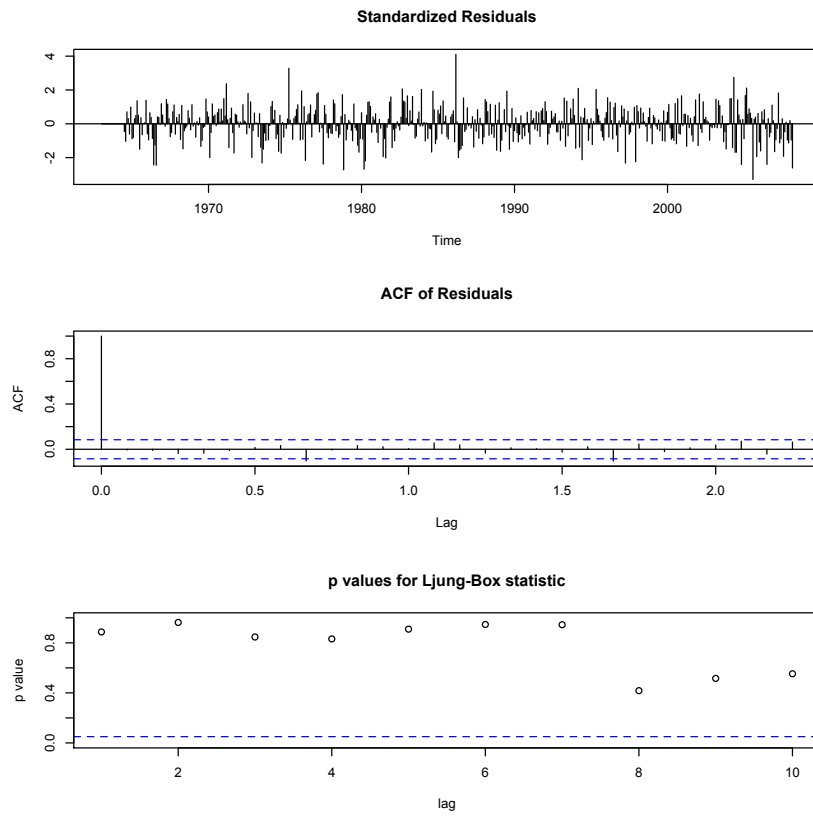 Standardized Residuals
4
2
0
-2
1970 1980 1990 2000
Time
ACF of Residuals
ACF
0.8
0.4
0.0
0.0 0.5 1.0 1.5 2.0
Lag
p values for Ljung-Box statistic
p value
0.8
0.4
0.0
2 4 6 8 10
lag